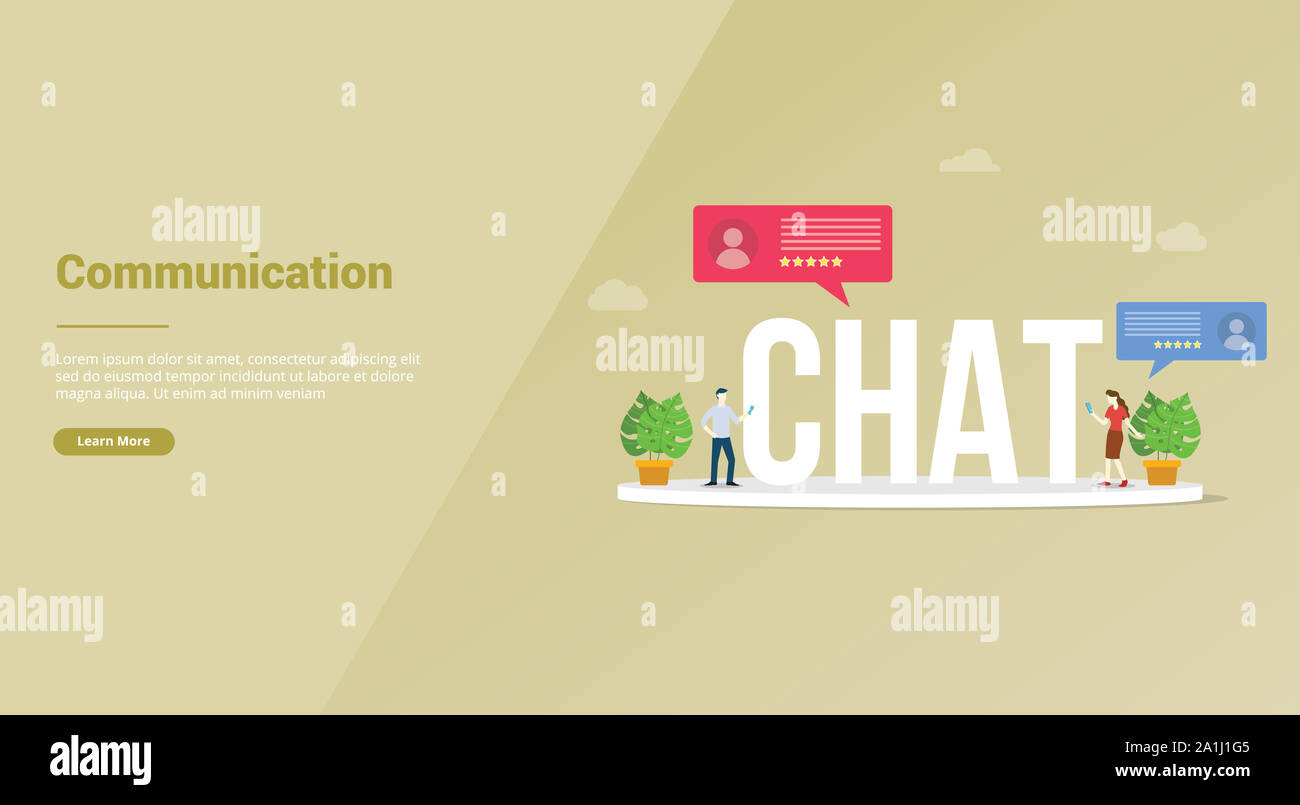 Communication
Lorem ipsum dolor sit amet, consectetur adipiscing elit
sed do eiusmod tempor incididunt ut labore et dolore
magna aliqua. Ut enim ad minim veniam
Learn More
CHAT
a a a a a
alamy alamy
a
alamy
a a
alamy a a alamy a
alamy
Image ID: 2A1J1G5
www.alamy.com